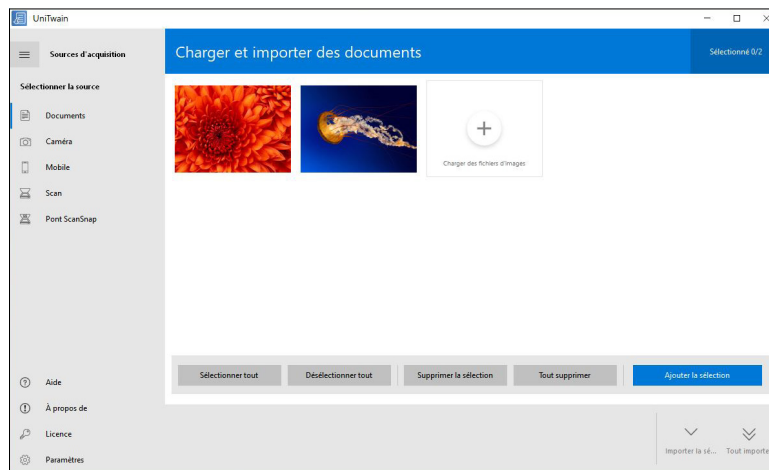 UniTwain
Sources d'acquisition
Charger et importer des documents
Sélectionné 0/2
Sélectionner la source
Documents
Caméra
Mobile
Scan
Pont ScanSnap
Charger des fichiers d'images
Sélectionner tout
Désélectionner tout
Supprimer la sélection
Tout supprimer
Ajouter la sélection
Aide
À propos de
Licence
Paramètres
Importer la sé...
Tout importe